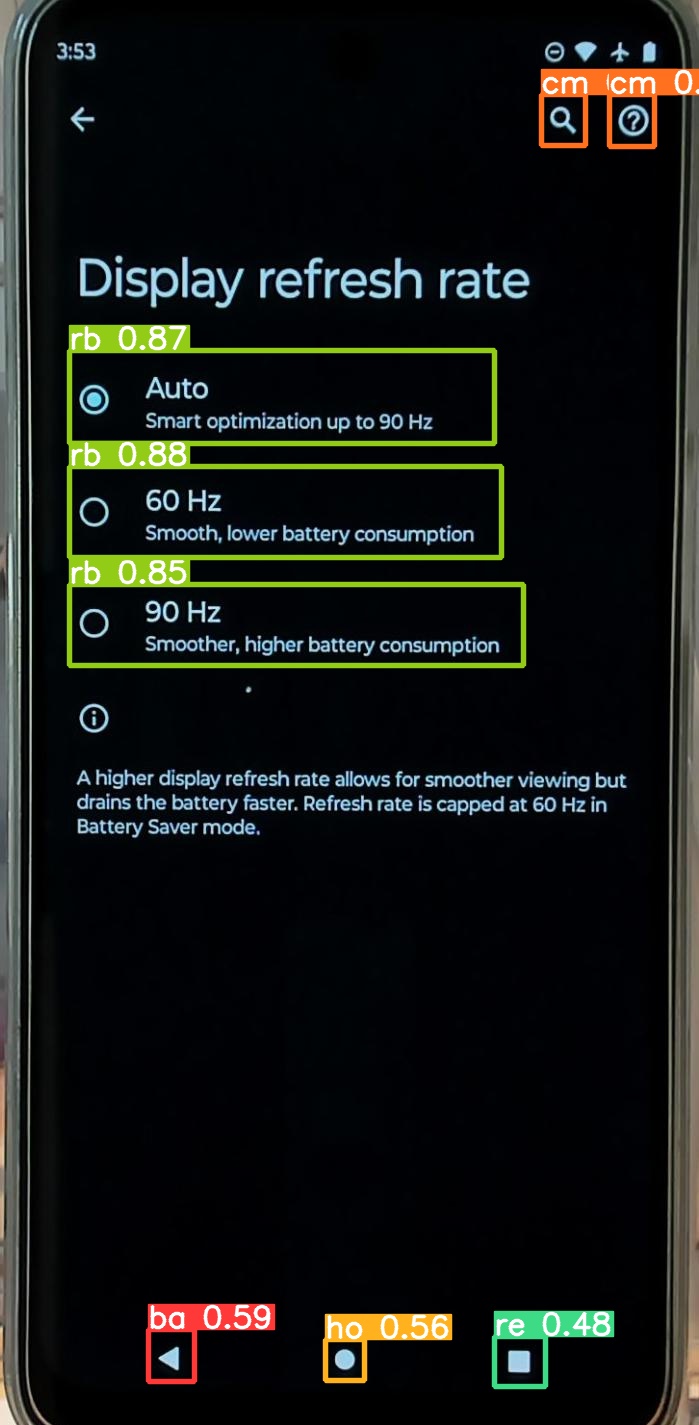 3:53
cm
cm 0.
Display refresh rate
rb 0.87
Auto
Smart optimization up to 90 Hz
rb 0.88
60 Hz
Smooth, lower battery consumption
rb 0.85
90 Hz
Smoother, higher battery consumption
A higher display refresh rate allows for smoother viewing but
drains the battery faster. Refresh rate is capped at 60 Hz in
Battery Saver mode.
ba 0.59
ho 0.56
re 0.48